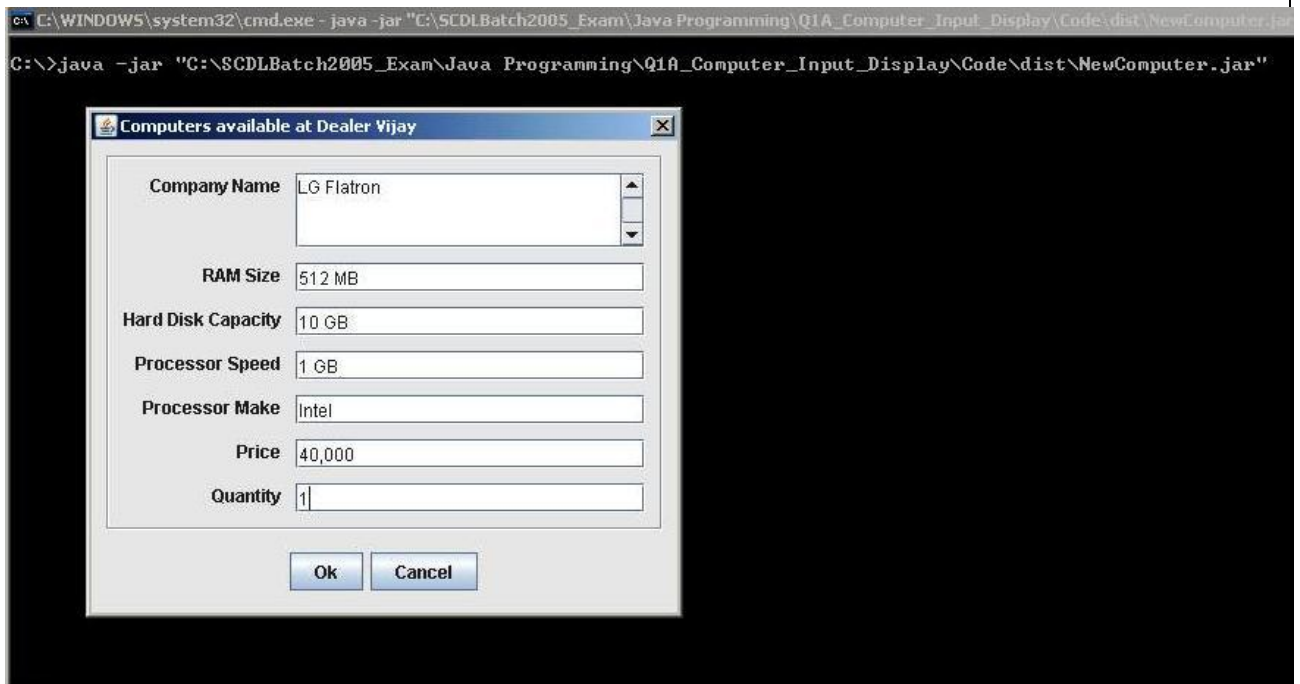 C:\WINDOWS\system32\cmd.exe - java -jar "C:\SCDLBatch2005_Exam\Java Programming\Q1A_Computer_Input_Display\Code\dist\NewComputer.jar
C:\>java -jar "C:\SCDLBatch2005_Exam\Java Programming\Q1A_Computer_Input_Display\Code\dist\NewComputer.jar"
Computers available at Dealer Vijay
Company Name LG Flatron
RAM Size 512 MB
Hard Disk Capacity 10 GB
Processor Speed 1 GB
Processor Make Intel
Price 40,000
Quantity 1
Ok Cancel